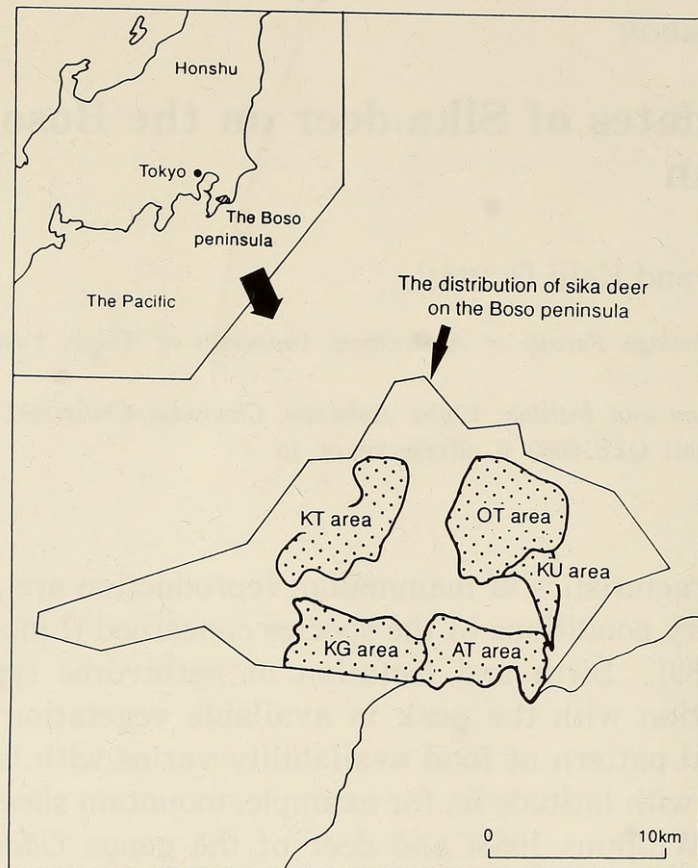 Honshu
Tokyo
The Boso
peninsula
The Pacific
The distribution of sika deer
on the Boso peninsula
KT area
OT area
KU area
KG area
AT area
0 10km